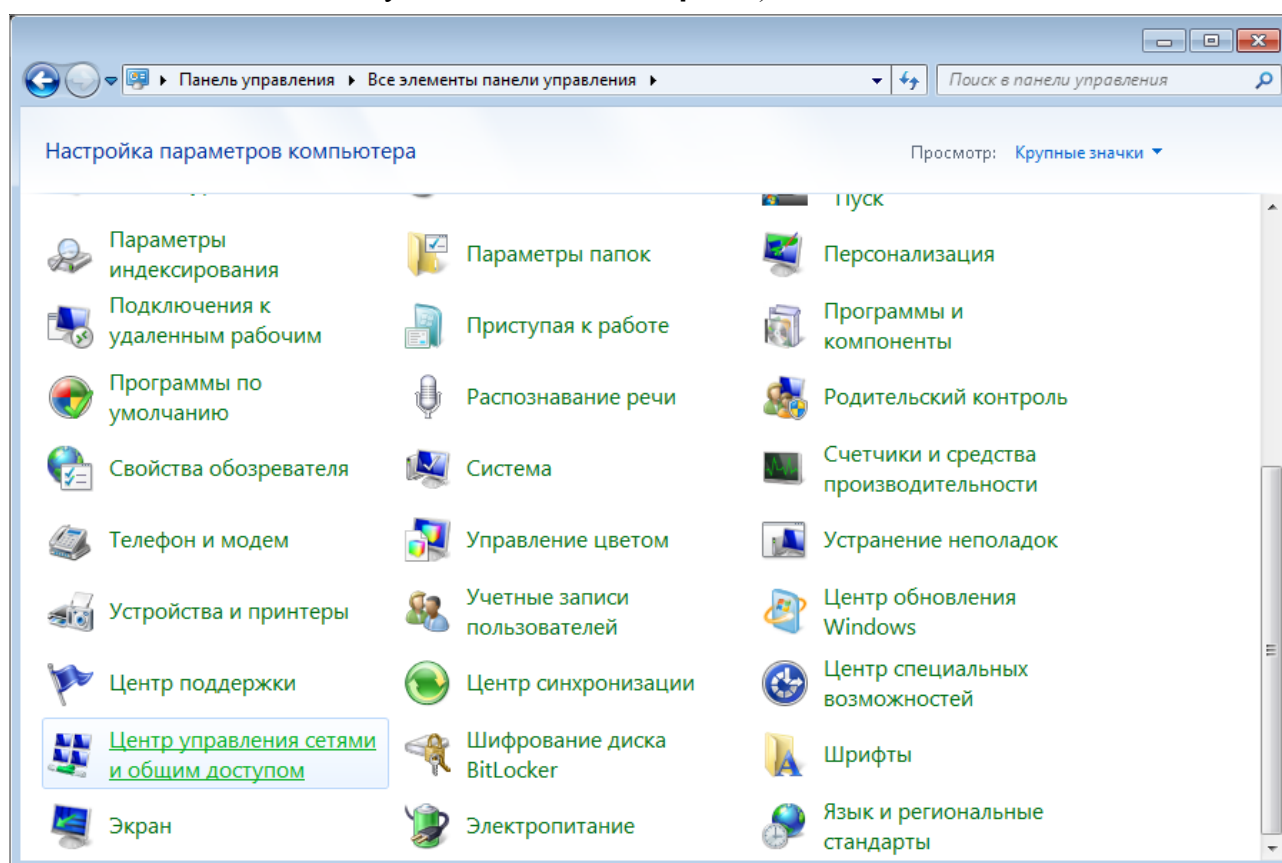 Панель управления ▸ Все элементы панели управления ▸
Поиск в панели управления
Настройка параметров компьютера
Просмотр: Крупные значки
Пуск
Параметры
индексирования
Параметры папок
Персонализация
Подключения к
удаленным рабочим
Приступая к работе
Программы и
компоненты
Программы по
умолчанию
Распознавание речи
Родительский контроль
Свойства обозревателя
Система
Счетчики и средства
производительности
Телефон и модем
Управление цветом
Устранение неполадок
Устройства и принтеры
Учетные записи
пользователей
Центр обновления
Windows
Центр поддержки
Центр синхронизации
Центр специальных
возможностей
Центр управления сетями
и общим доступом
Шифрование диска
BitLocker
Шрифты
Экран
Электропитание
Язык и региональные
стандарты